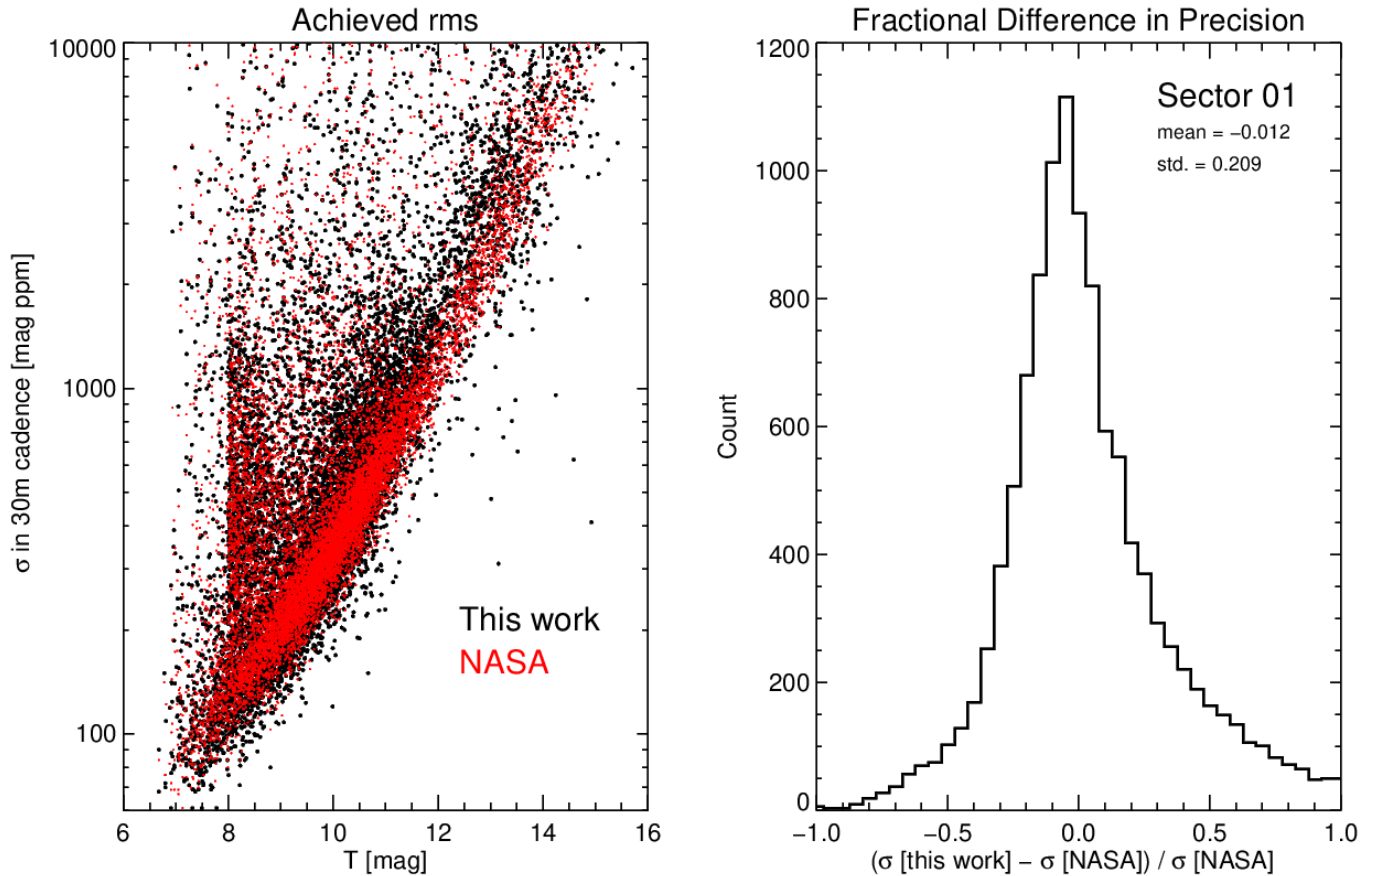 Achieved rms
10000
1000
100
σ in 30m cadence [mag ppm]
This work
NASA
6 8 10 12 14 16
T [mag]
Fractional Difference in Precision
1200
1000
800
600
400
200
0
Count
Sector 01
mean = −0.012
std. = 0.209
−1.0 −0.5 0.0 0.5 1.0
(σ [this work] − σ [NASA]) / σ [NASA]